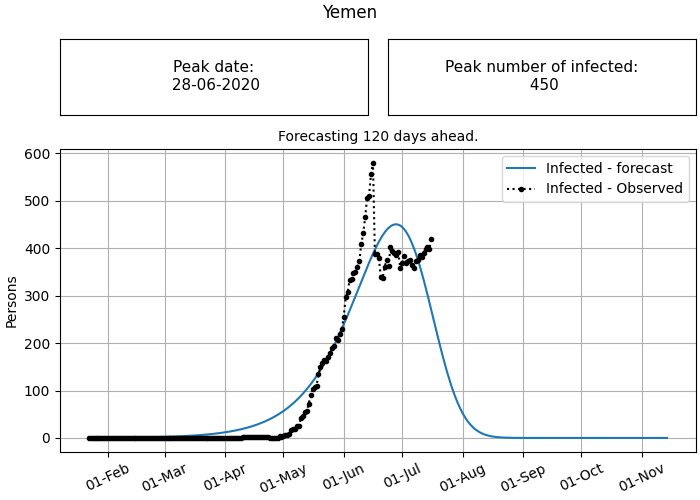 Yemen
Peak date:
28-06-2020
Peak number of infected:
450
Forecasting 120 days ahead.
Infected - forecast
Infected - Observed
Persons
600
500
400
300
200
100
0
01-Feb
01-Mar
01-Apr
01-May
01-Jun
01-Jul
01-Aug
01-Sep
01-Oct
01-Nov